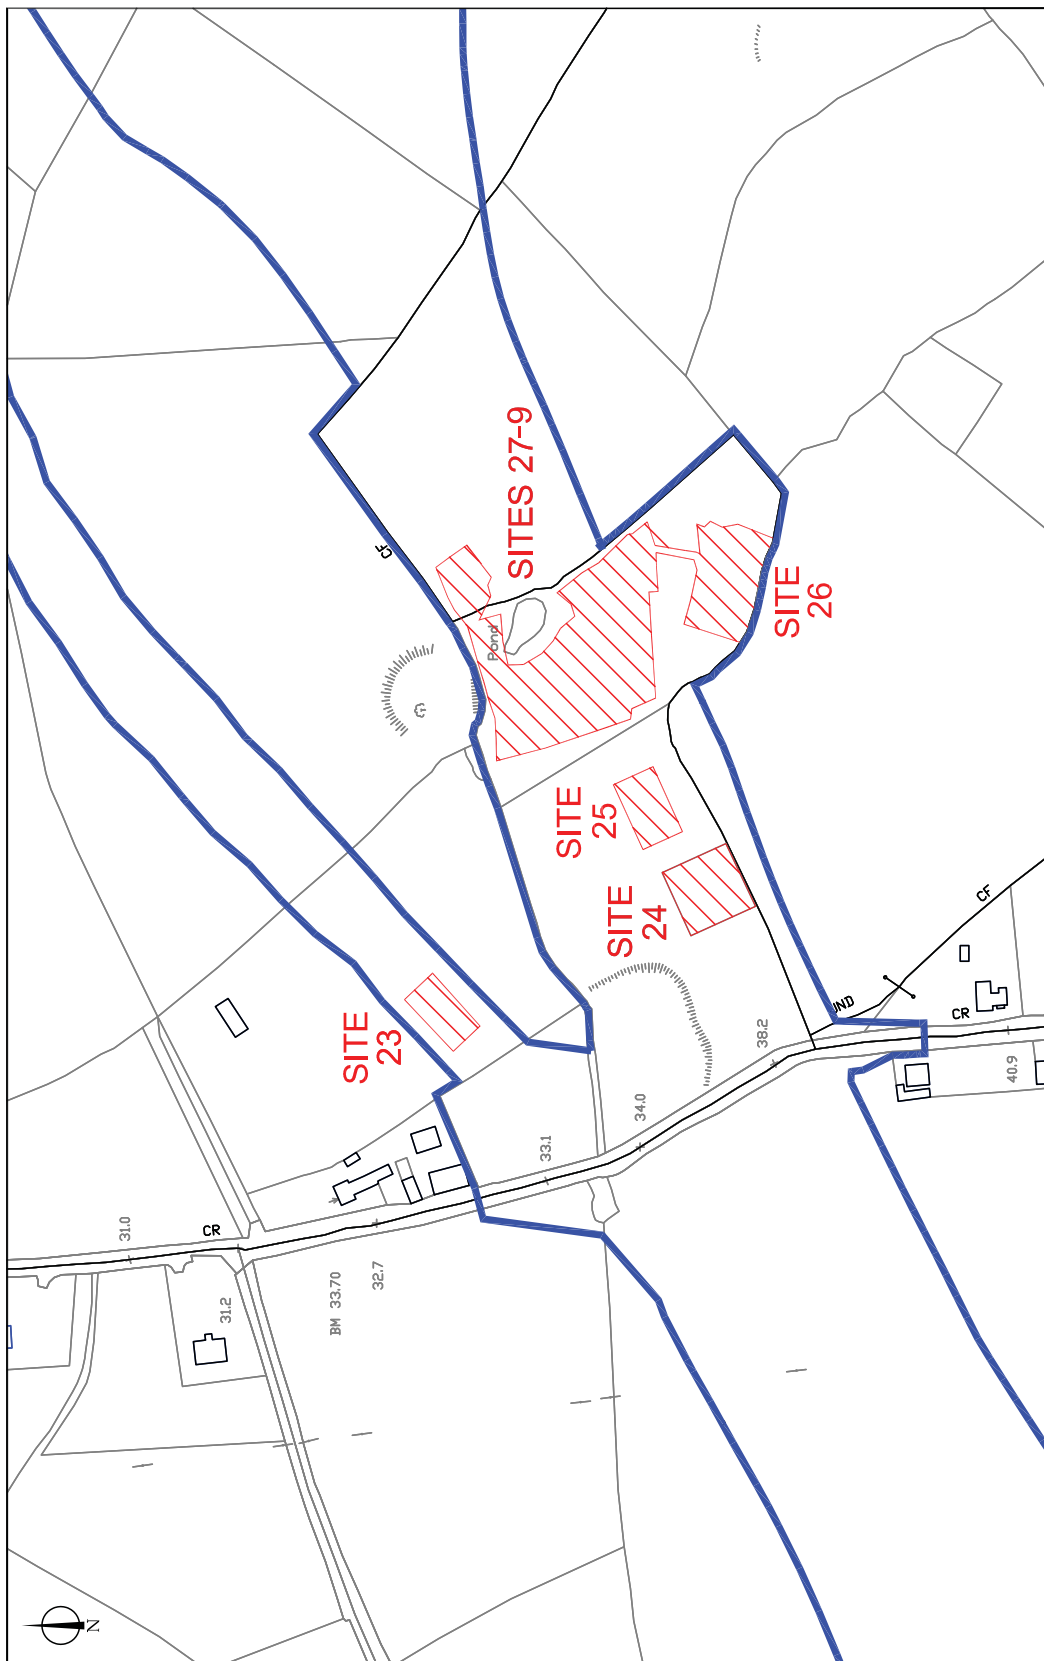 CF
SITES 27-9
Pond
SITE
26
SITE
25
SITE
24
SITE
23
CF
UND
CR
38.2
34.0
33.1
40.9
31.0
CR
31.2
BM 33.70
32.7
N